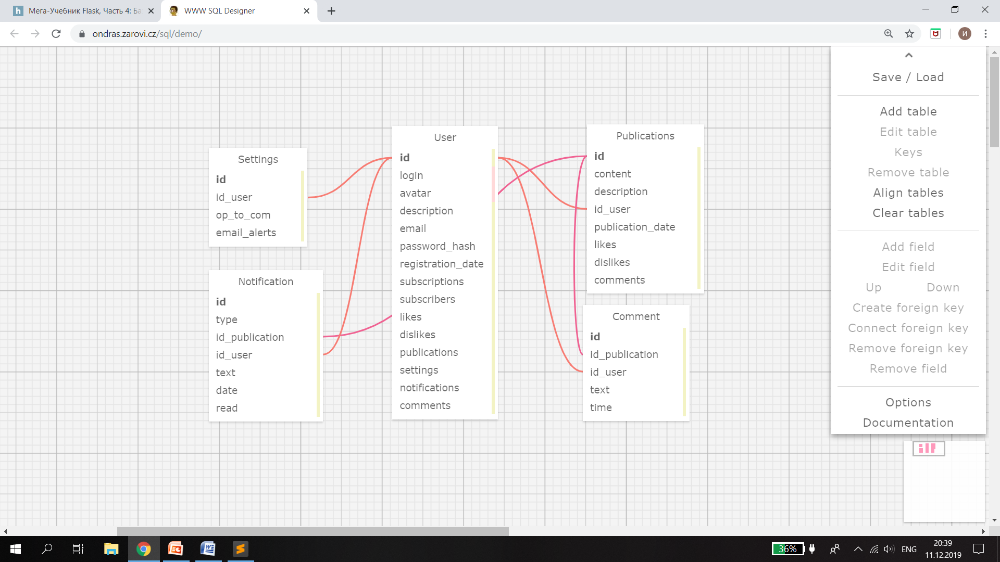 Мега-Учебник Flask, Часть 4: Ба
WWW SQL Designer
ondras.zarovi.cz/sql/demo/
И
Settings
id
id_user
op_to_com
email_alerts
Notification
id
type
id_publication
id_user
text
date
read
User
id
login
avatar
description
email
password_hash
registration_date
subscriptions
subscribers
likes
dislikes
publications
settings
notifications
comments
Publications
id
content
description
id_user
publication_date
likes
dislikes
comments
Comment
id
id_publication
id_user
text
time
Save / Load
Add table
Edit table
Keys
Remove table
Align tables
Clear tables
Add field
Edit field
Up Down
Create foreign key
Connect foreign key
Remove foreign key
Remove field
Options
Documentation
36%
ENG
20:39
11.12.2019